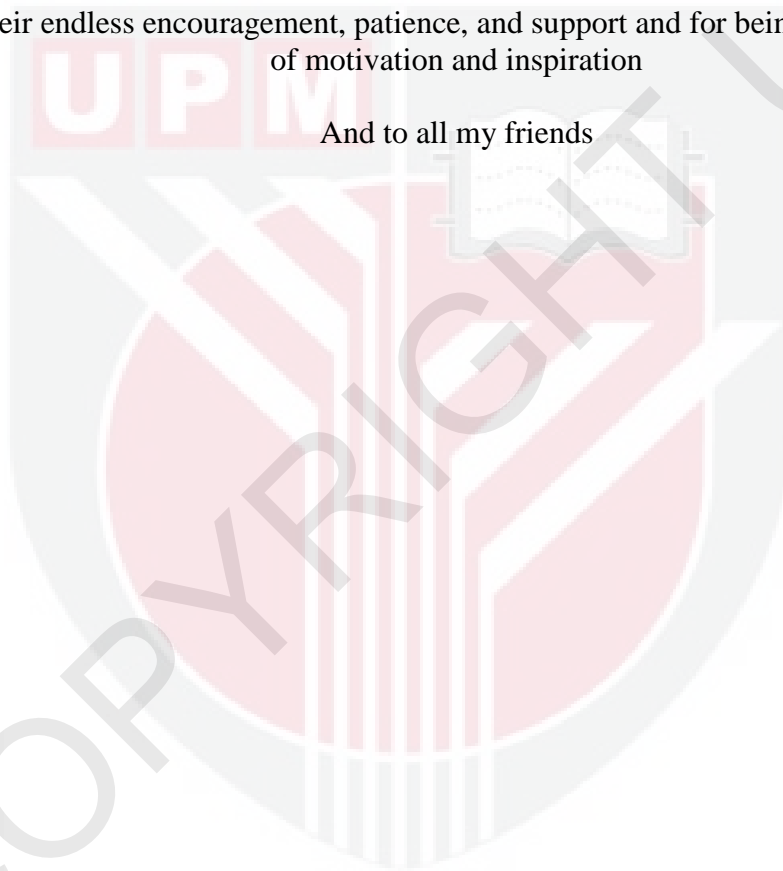 eir endless encouragement, patience, and support and for bein
of motivation and inspiration
UPM
And to all my friends
OPYRIGHT U